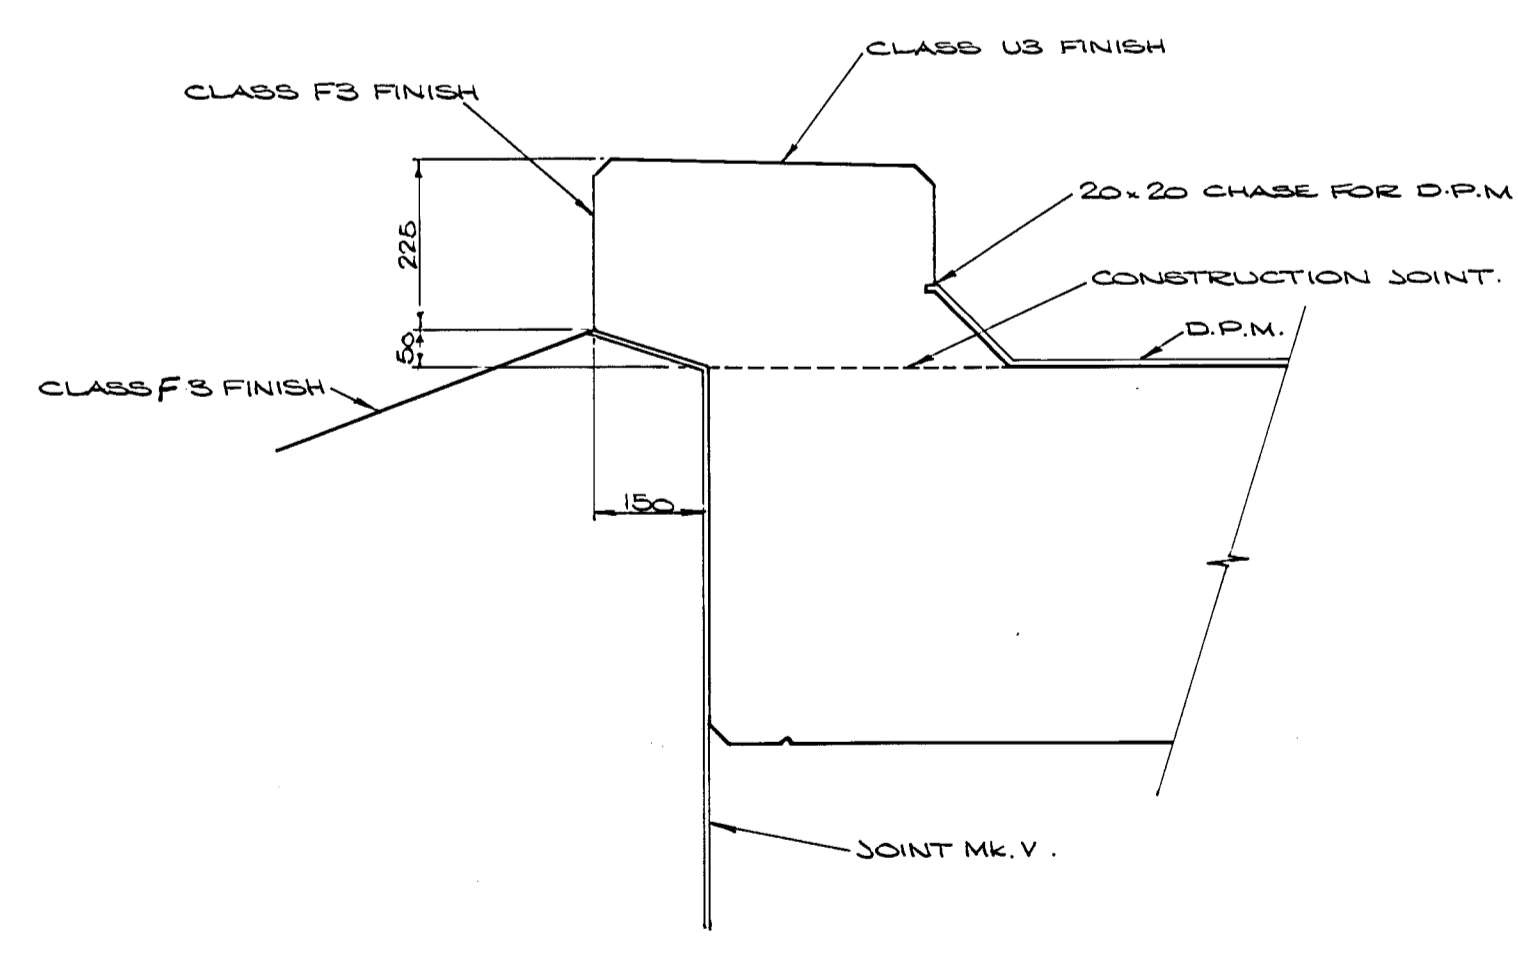 CLASS U3 FINISH
CLASS F3 FINISH
20×20 CHASE FOR D.P.M
225
CONSTRUCTION JOINT.
D.P.M.
50
CLASS F3 FINISH
150
JOINT MK. V.